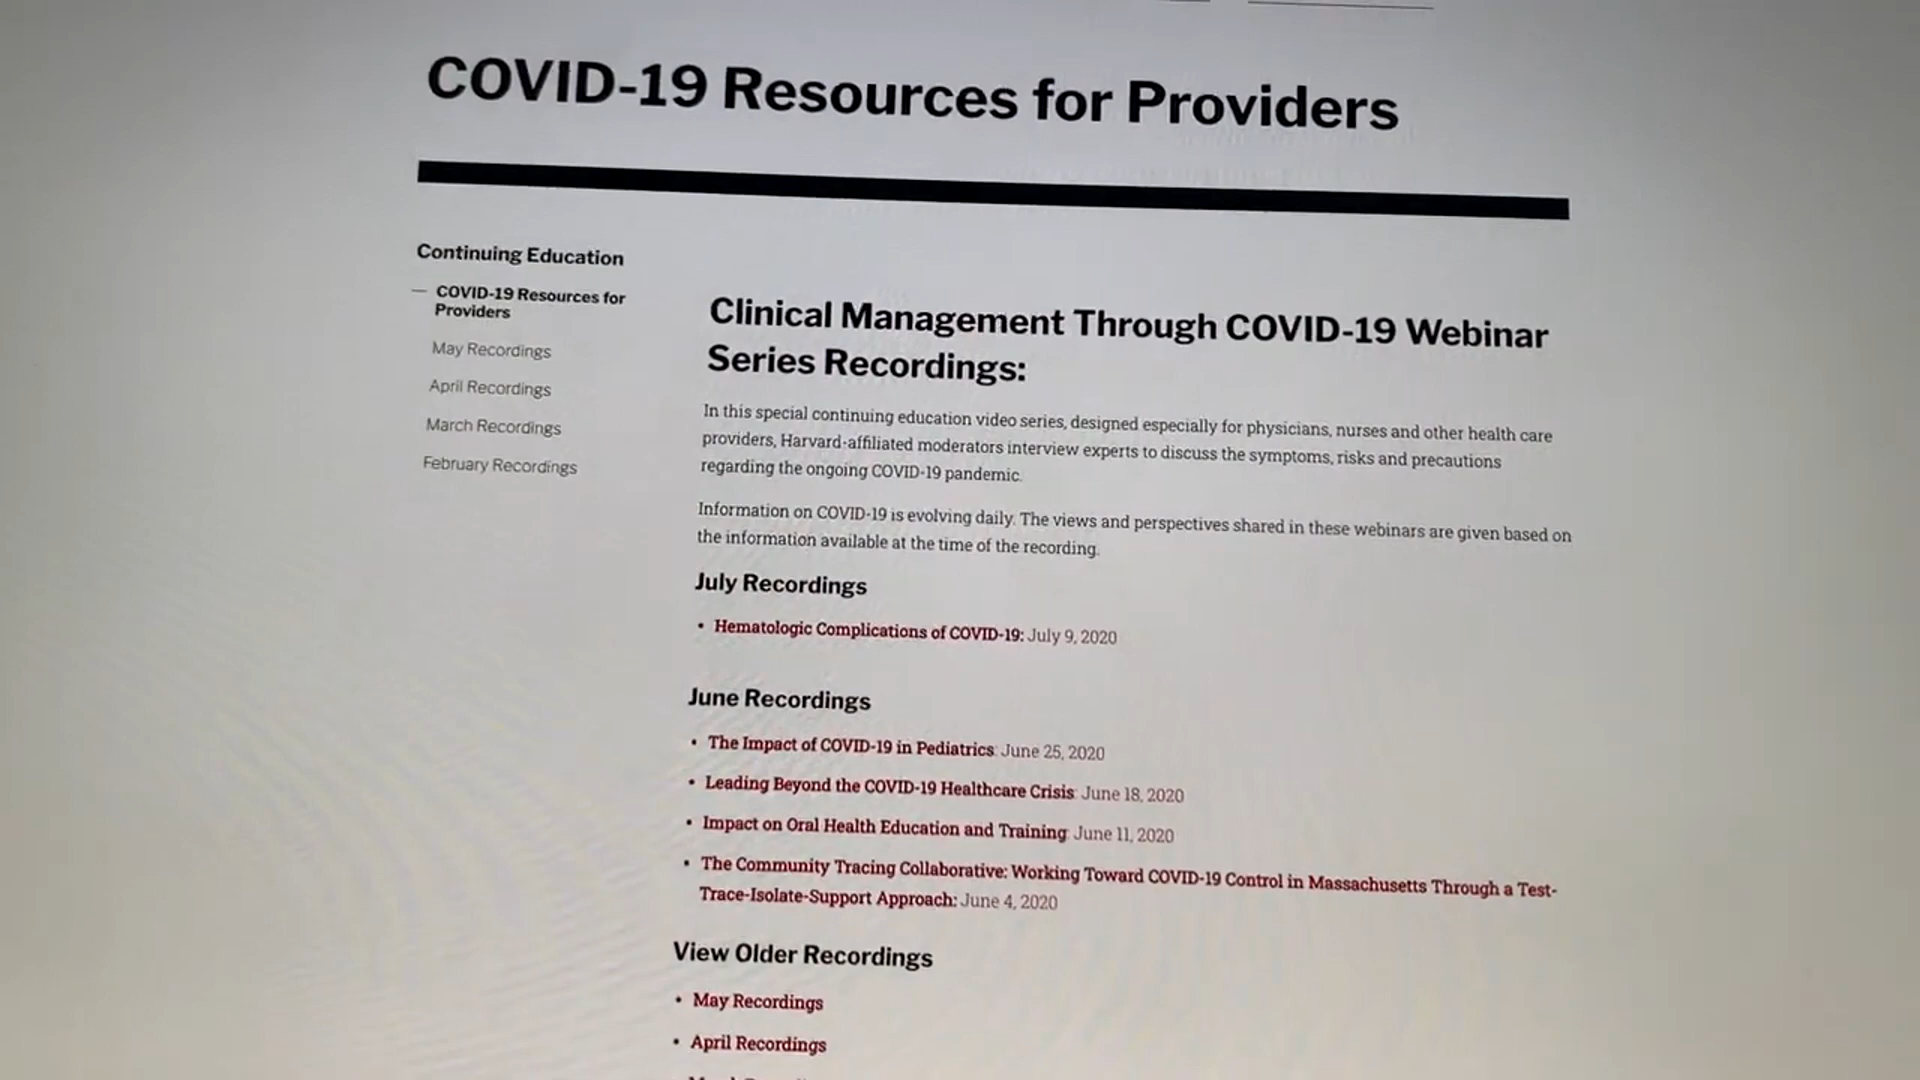 COVID-19 Resources for Providers
Continuing Education
— COVID-19 Resources for
Providers
May Recordings
April Recordings
March Recordings
February Recordings
Clinical Management Through COVID-19 Webinar
Series Recordings:
In this special continuing education video series, designed especially for physicians, nurses and other health care
providers, Harvard-affiliated moderators interview experts to discuss the symptoms, risks and precautions
regarding the ongoing COVID-19 pandemic.
Information on COVID-19 is evolving daily. The views and perspectives shared in these webinars are given based on
the information available at the time of the recording.
July Recordings
• Hematologic Complications of COVID-19: July 9, 2020
June Recordings
• The Impact of COVID-19 in Pediatrics: June 25, 2020
• Leading Beyond the COVID-19 Healthcare Crisis: June 18, 2020
• Impact on Oral Health Education and Training: June 11, 2020
• The Community Tracing Collaborative: Working Toward COVID-19 Control in Massachusetts Through a Test-
Trace-Isolate-Support Approach: June 4, 2020
View Older Recordings
• May Recordings
• April Recordings